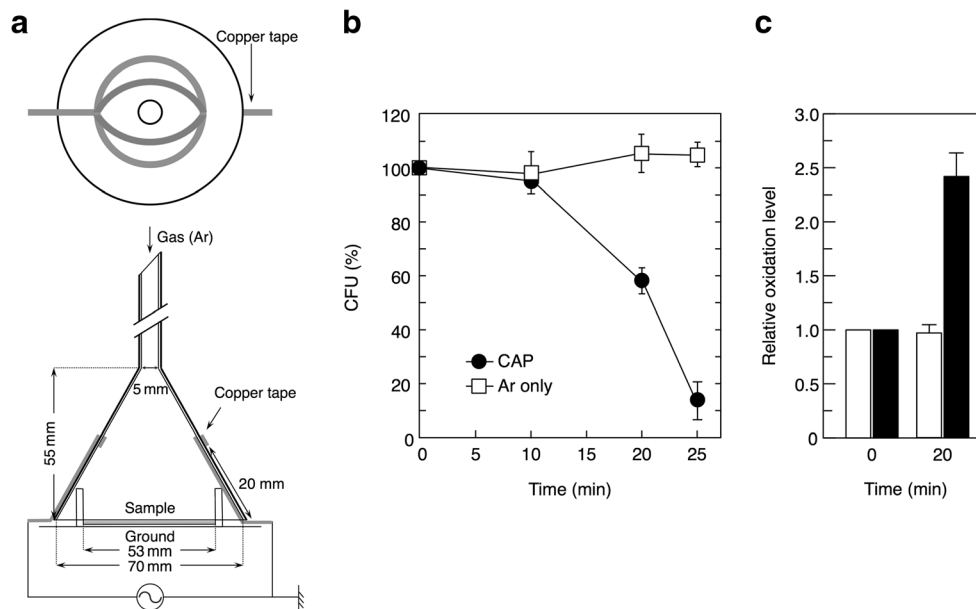 a
Copper tape
Gas (Ar)
5 mm
Copper tape
55 mm
20 mm
Sample
Ground
53 mm
70 mm
b
120
100
80
60
40
20
0
CFU (%)
CAP
Ar only
0 5 10 15 20 25
Time (min)
c
3.0
2.5
2.0
1.5
1.0
0.5
0
Relative oxidation level
0 20
Time (min)